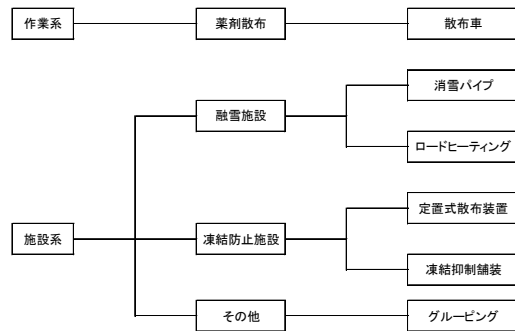 作業系
薬剤散布
散布車
消雪パイプ
融雪施設
ロードヒーティング
定置式散布装置
施設系
凍結防止施設
凍結抑制舗装
その他
グルーピング